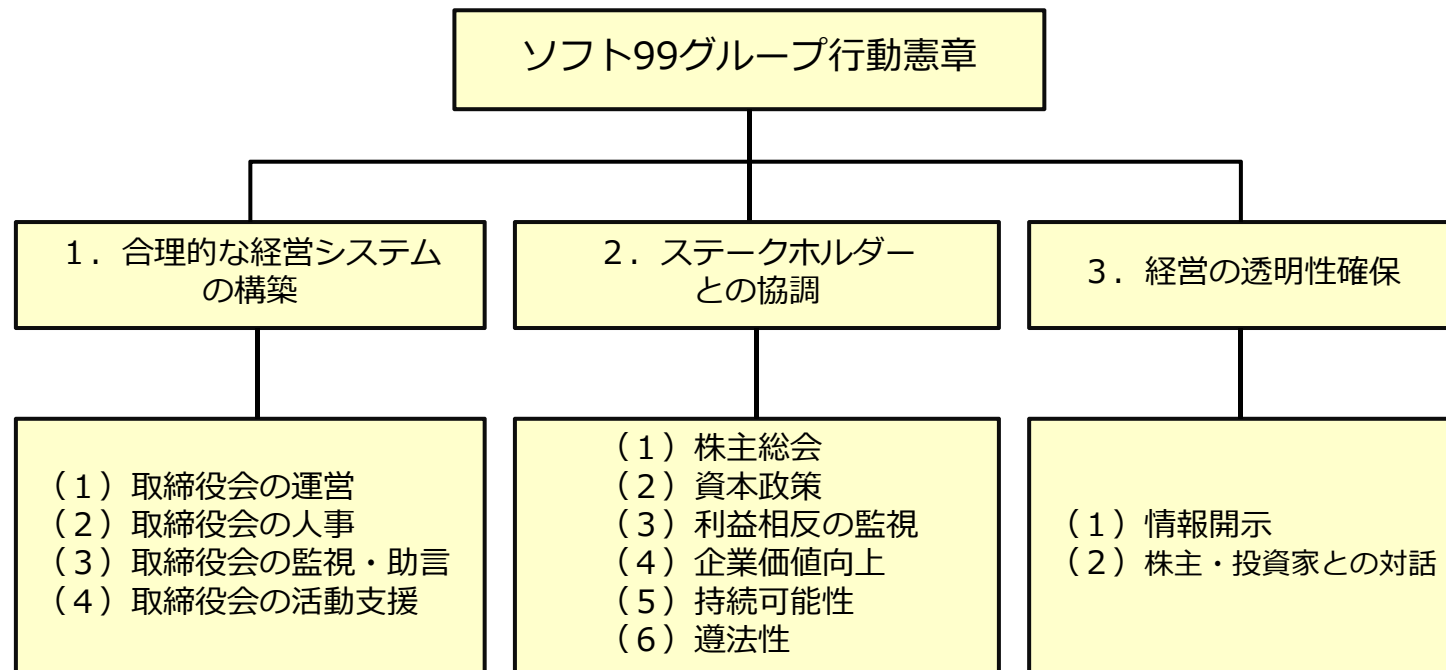 ソフト99グループ行動憲章
1．合理的な経営システム
の構築
2．ステークホルダー
との協調
3．経営の透明性確保
（1）取締役会の運営
（2）取締役会の人事
（3）取締役会の監視・助言
（4）取締役会の活動支援
（1）株主総会
（2）資本政策
（3）利益相反の監視
（4）企業価値向上
（5）持続可能性
（6）遵法性
（1）情報開示
（2）株主・投資家との対話